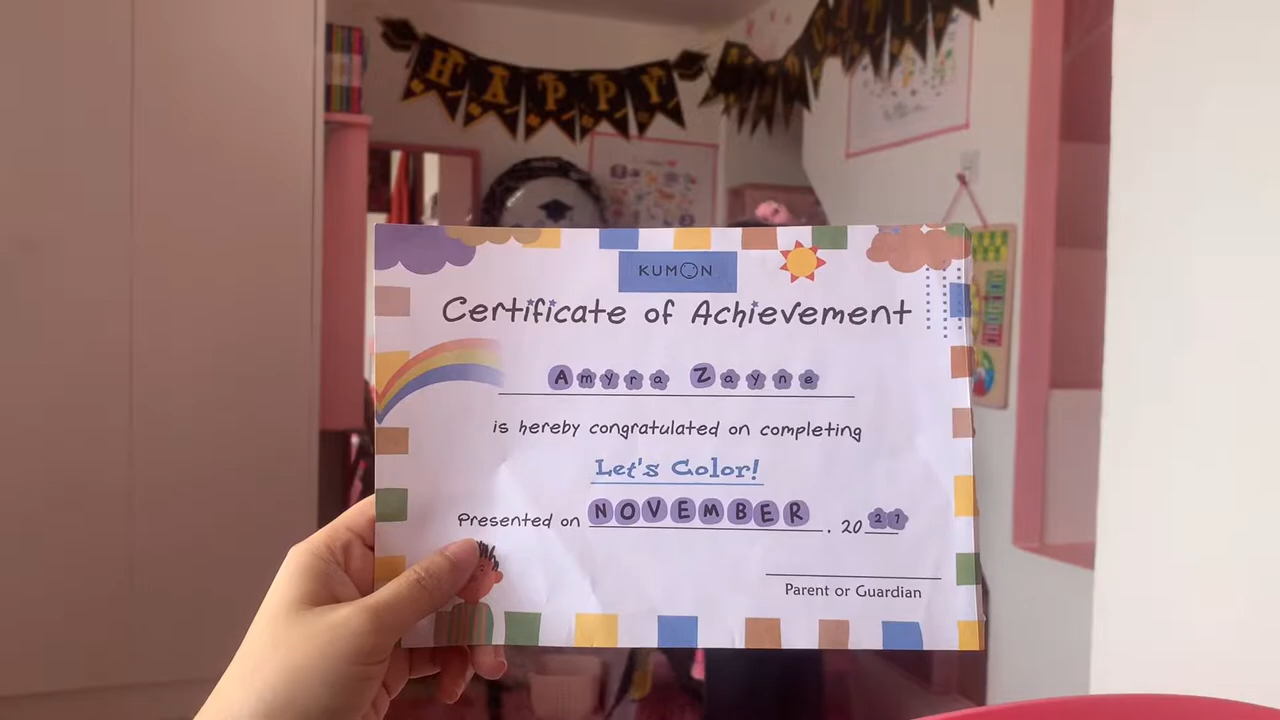 HAPPY
KUMON
Certificate of Achievement
Amyra Zayne
is hereby congratulated on completing
Let's Color!
Presented on NOVEMBER, 2021
Parent or Guardian